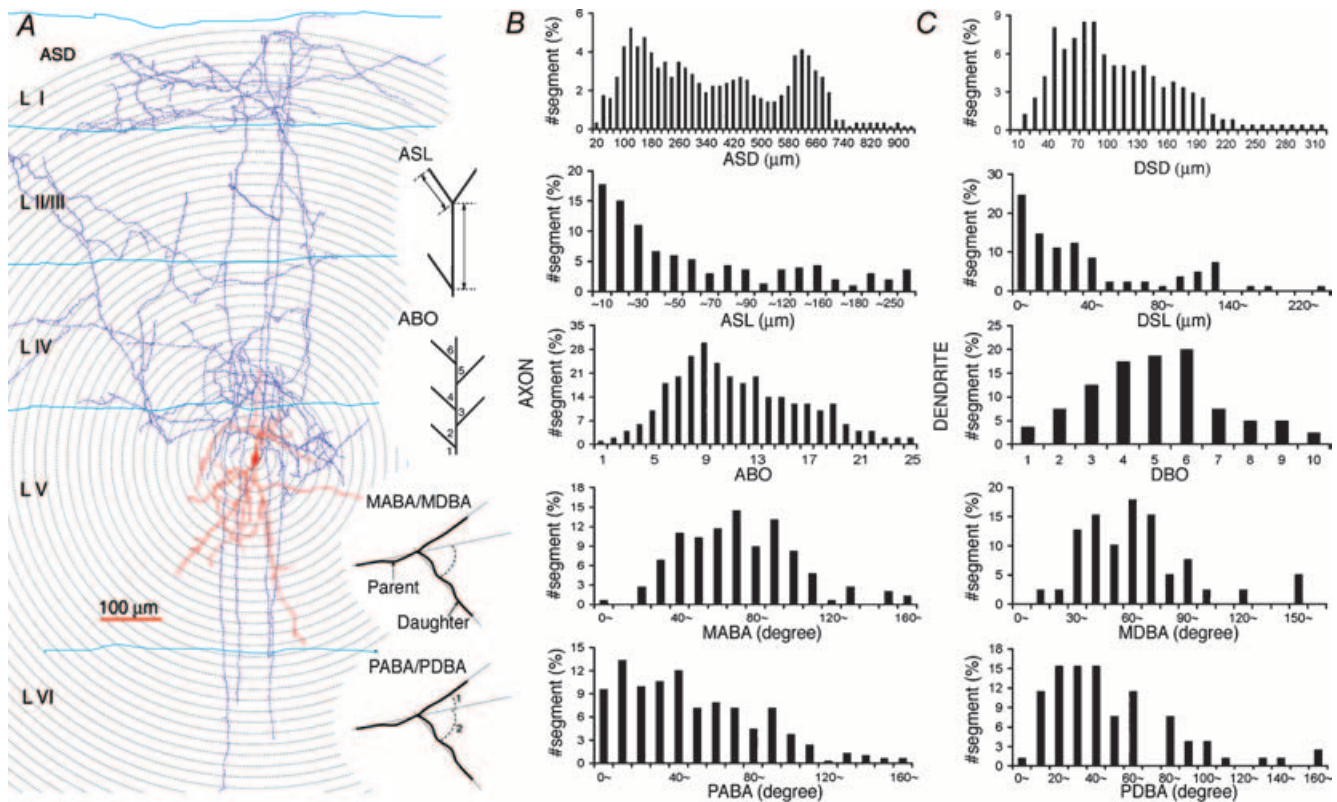 A
ASD
L I
L II/III
L IV
L V
L VI
100 µm
ASL
ABO
6
5
4
3
2
1
MABA/MDBA
Parent
Daughter
PABA/PDBA
1
2
B
AXON
#segment (%)
6
4
2
0
20 100 180 260 340 420 500 580 660 740 820 900
ASD (µm)
#segment (%)
20
15
10
5
0
~10 ~30 ~50 ~70 ~90 ~120 ~160 ~180 ~250
ASL (µm)
#segment (%)
35
28
21
14
7
0
1 5 9 13 17 21 25
ABO
#segment (%)
18
15
12
9
6
3
0
0~ 40~ 80~ 120~ 160~
MABA (degree)
#segment (%)
18
15
12
9
6
3
0
0~ 40~ 80~ 120~ 160~
PABA (degree)
C
DENDRITE
#segment (%)
9
6
3
0
10 40 70 100 130 160 190 220 250 280 310
DSD (µm)
#segment (%)
30
20
10
0
0~ 40~ 80~ 140~ 220~
DSL (µm)
#segment (%)
25
20
15
10
5
0
1 2 3 4 5 6 7 8 9 10
DBO
#segment (%)
20
15
10
5
0
0~ 30~ 60~ 90~ 120~ 150~
MDBA (degree)
#segment (%)
18
15
12
9
6
3
0
0~ 20~ 40~ 60~ 80~ 100~ 120~ 140~ 160~
PDBA (degree)